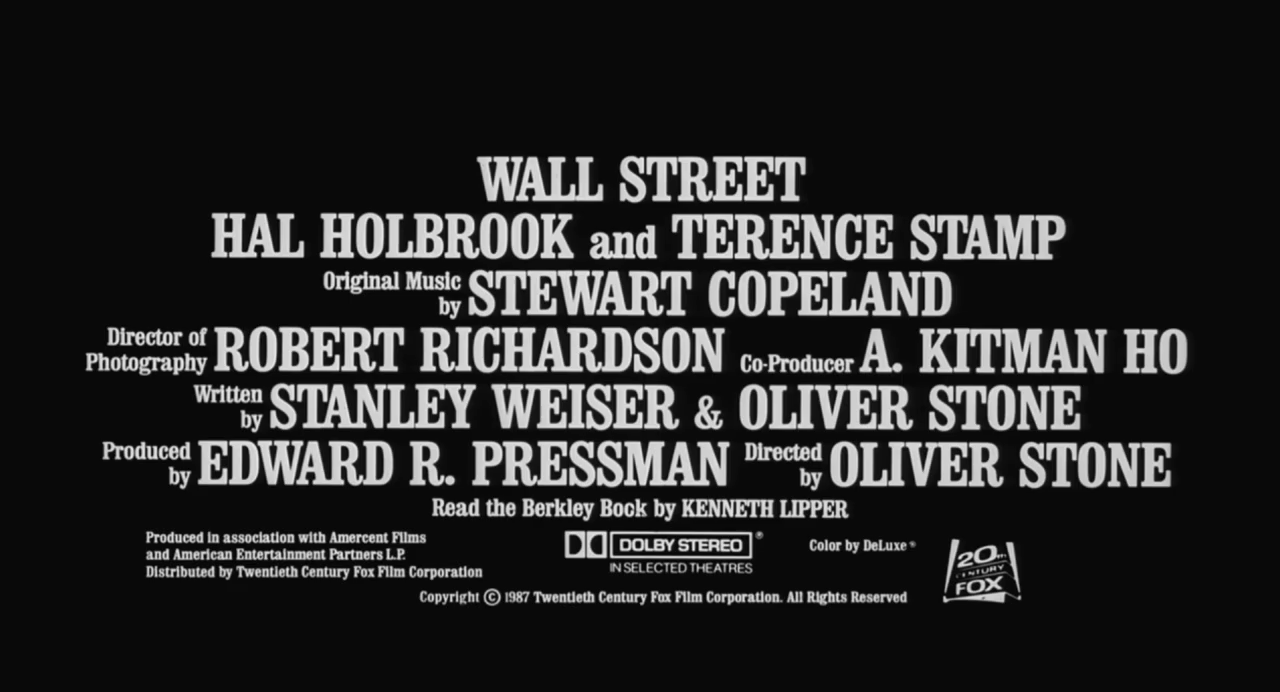 WALL STREET
HAL HOLBROOK and TERENCE STAMP
Original Music by STEWART COPELAND
Director of Photography ROBERT RICHARDSON Co-Producer A. KITMAN HO
Written by STANLEY WEISER & OLIVER STONE
Produced by EDWARD R. PRESSMAN Directed by OLIVER STONE
Read the Berkley Book by KENNETH LIPPER
Produced in association with Amercent Films
and American Entertainment Partners L.P.
Distributed by Twentieth Century Fox Film Corporation
DOLBY STEREO ®
IN SELECTED THEATRES
Color by DeLuxe ®
20th
CENTURY
FOX
Copyright © 1987 Twentieth Century Fox Film Corporation. All Rights Reserved